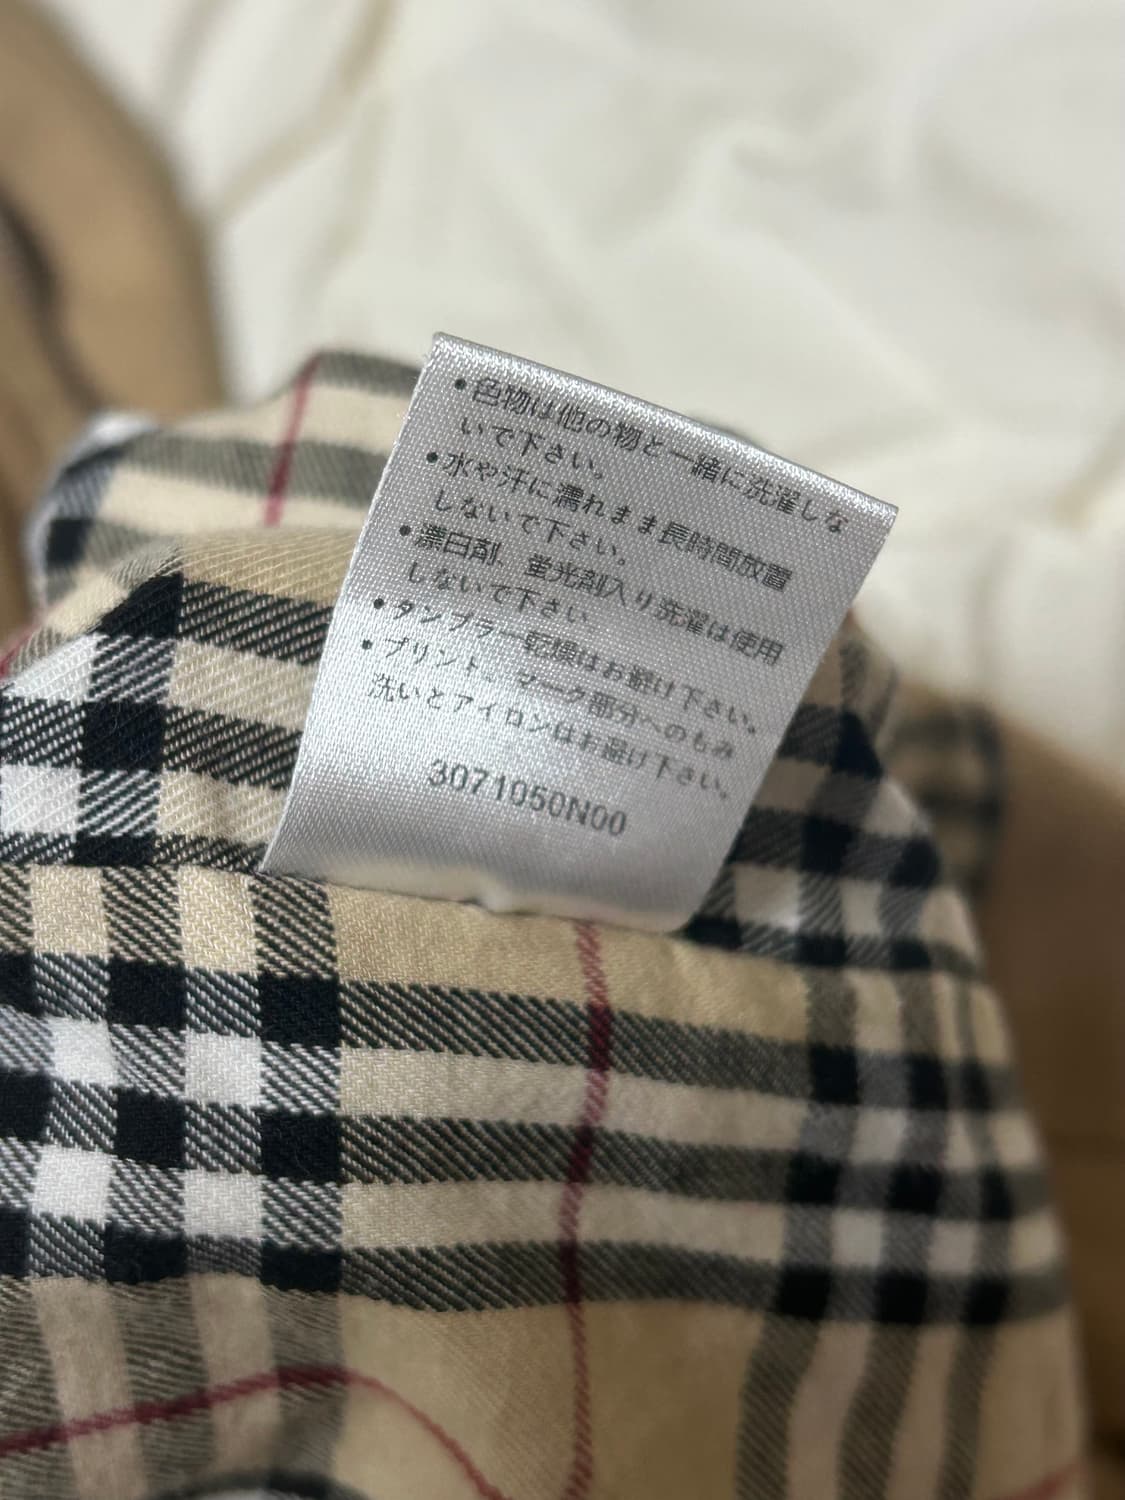 ・色物は他の物と一緒に洗濯しな
いで下さい。
・水や汗に濡れまま長時間放置
しないで下さい。
・漂白剤、蛍光剤入り洗濯は使用
しないで下さい。
・タンブラー乾燥はお避け下さい。
・プリント、マーク部分へのもみ
洗いとアイロンはお避け下さい。
3071050N00